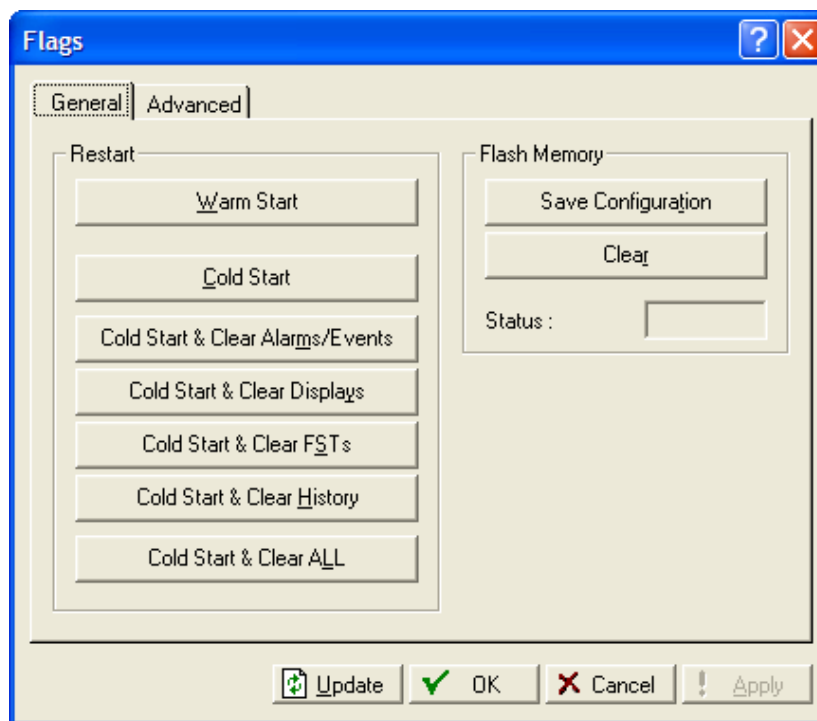 Flags
?
General
Advanced
Restart
Warm Start
Cold Start
Cold Start & Clear Alarms/Events
Cold Start & Clear Displays
Cold Start & Clear FSTs
Cold Start & Clear History
Cold Start & Clear ALL
Flash Memory
Save Configuration
Clear
Status :
Update
OK
Cancel
! Apply